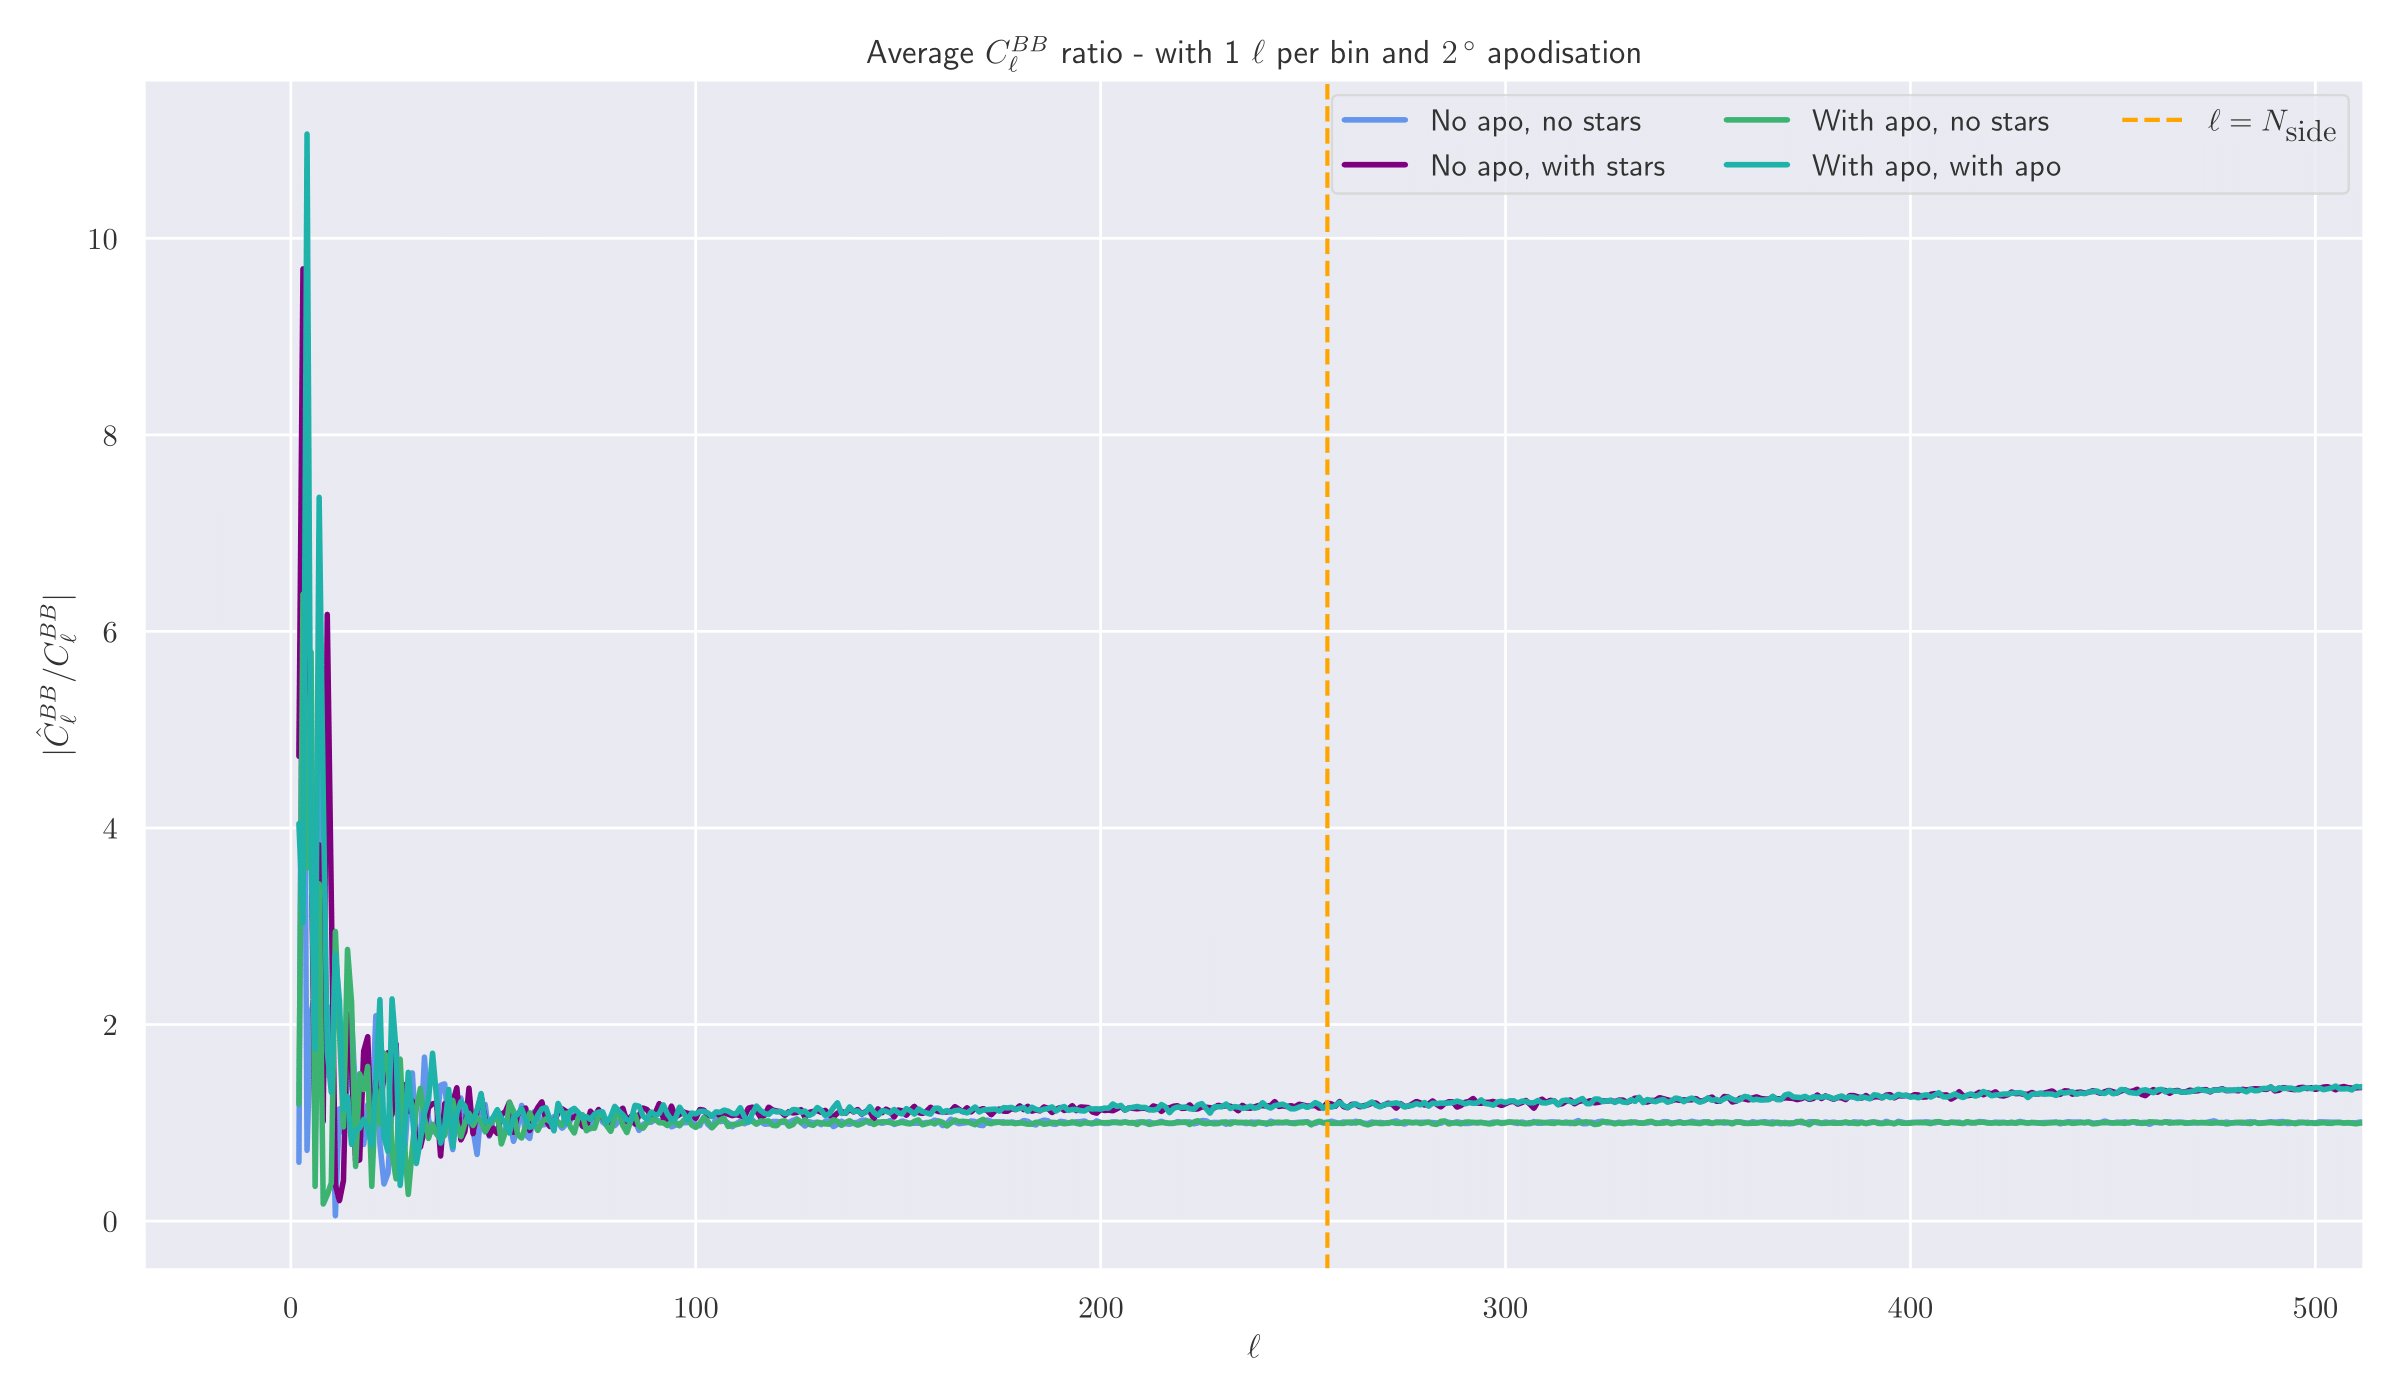 Average $C_\ell^{BB}$ ratio - with 1 $\ell$ per bin and $2^\circ$ apodisation
No apo, no stars
No apo, with stars
With apo, no stars
With apo, with apo
$\ell = N_{\text{side}}$
$|\hat{C}_\ell^{BB}/C_\ell^{BB}|$
10
8
6
4
2
0
0 100 200 300 400 500
$\ell$